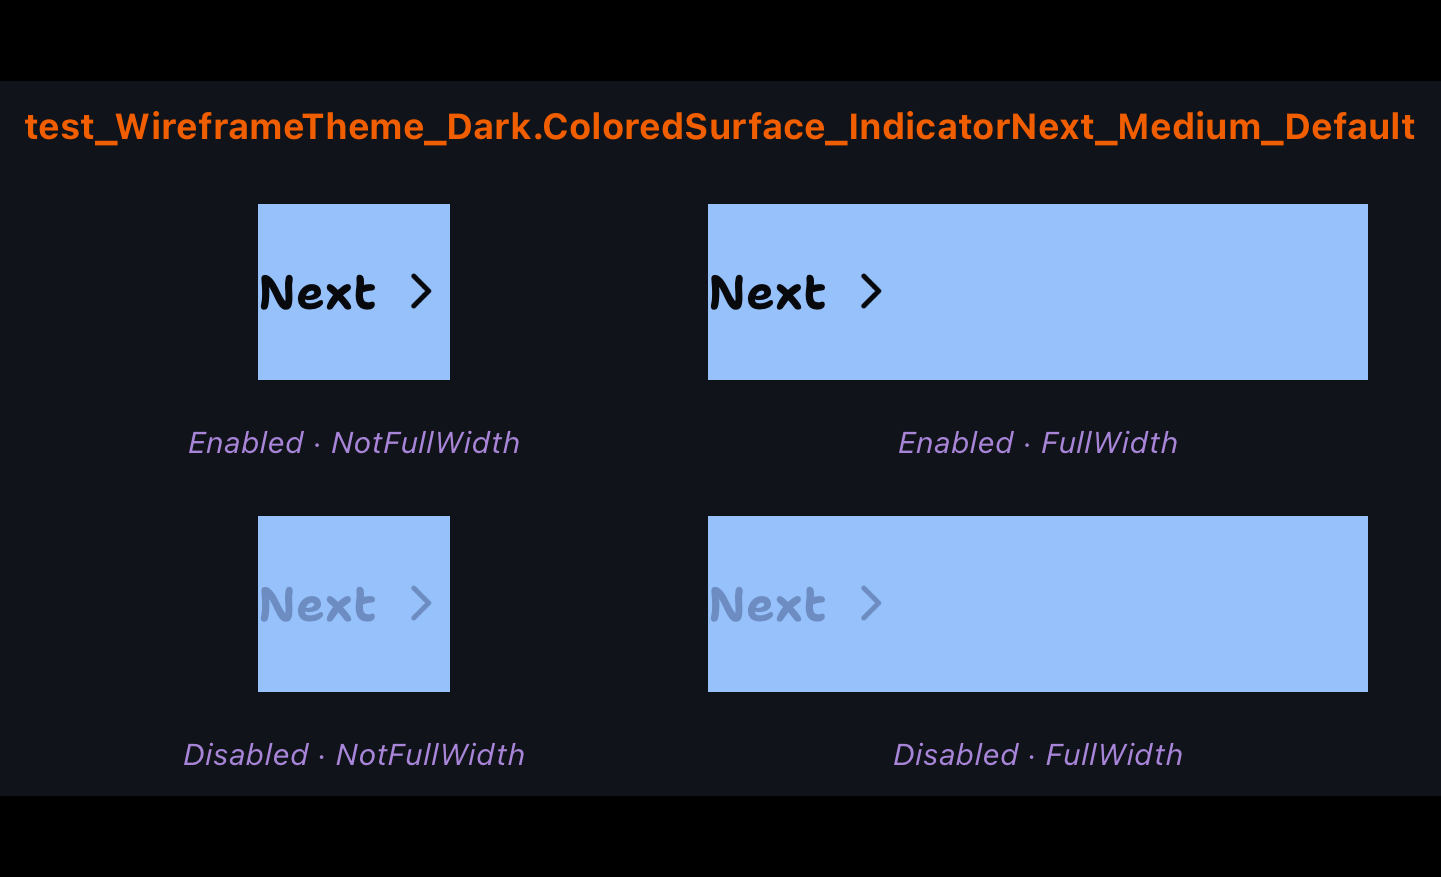 test_WireframeTheme_Dark.ColoredSurface_IndicatorNext_Medium_Default
Next
Next
Enabled · NotFullWidth
Enabled · FullWidth
Next
Next
Disabled · NotFullWidth
Disabled · FullWidth